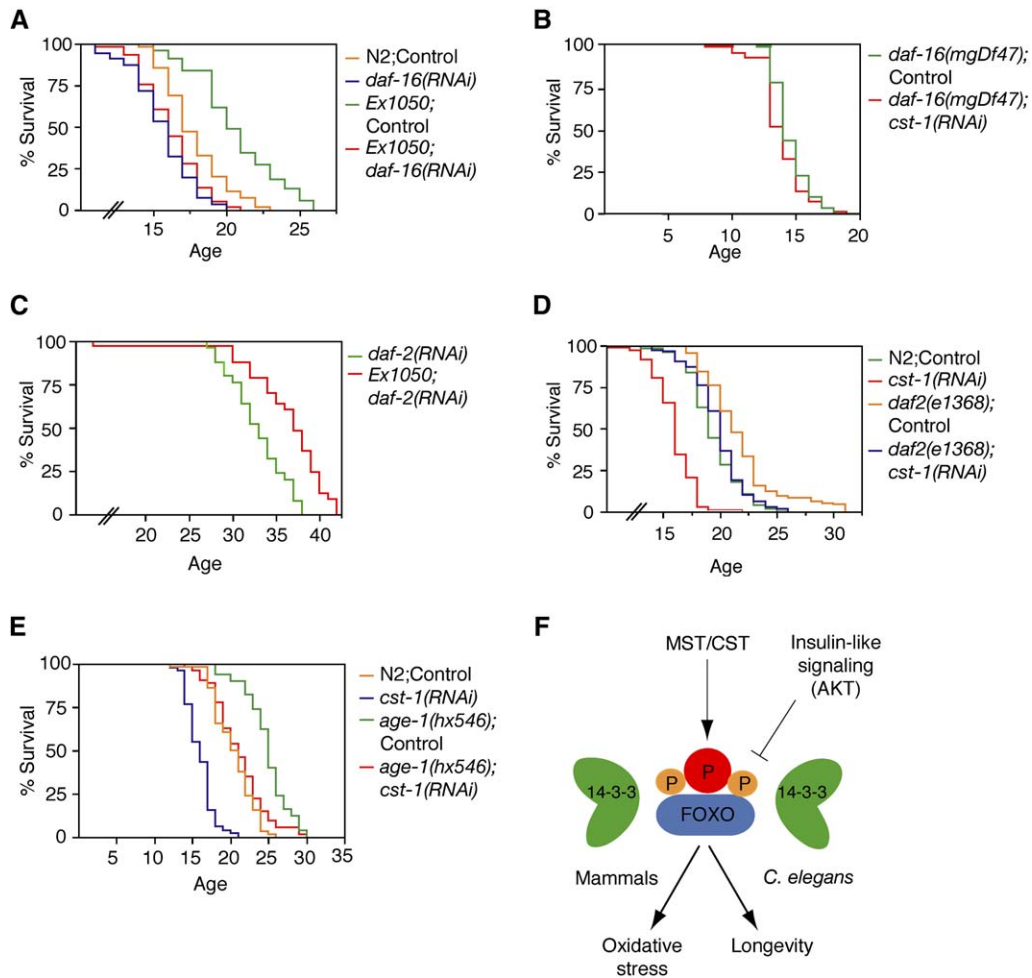 A
% Survival
100
75
50
25
0
15
20
25
Age
N2;Control
daf-16(RNAi)
Ex1050;
Control
Ex1050;
daf-16(RNAi)
B
% Survival
100
75
50
25
0
5
10
15
20
Age
daf-16(mgDf47);
Control
daf-16(mgDf47);
cst-1(RNAi)
C
% Survival
100
75
50
25
0
20
25
30
35
40
Age
daf-2(RNAi)
Ex1050;
daf-2(RNAi)
D
% Survival
100
75
50
25
0
15
20
25
30
Age
N2;Control
cst-1(RNAi)
daf2(e1368);
Control
daf2(e1368);
cst-1(RNAi)
E
% Survival
100
75
50
25
0
5
10
15
20
25
30
35
Age
N2;Control
cst-1(RNAi)
age-1(hx546);
Control
age-1(hx546);
cst-1(RNAi)
F
MST/CST
Insulin-like
signaling
(AKT)
P
P
P
14-3-3
FOXO
14-3-3
Mammals
C. elegans
Oxidative
stress
Longevity